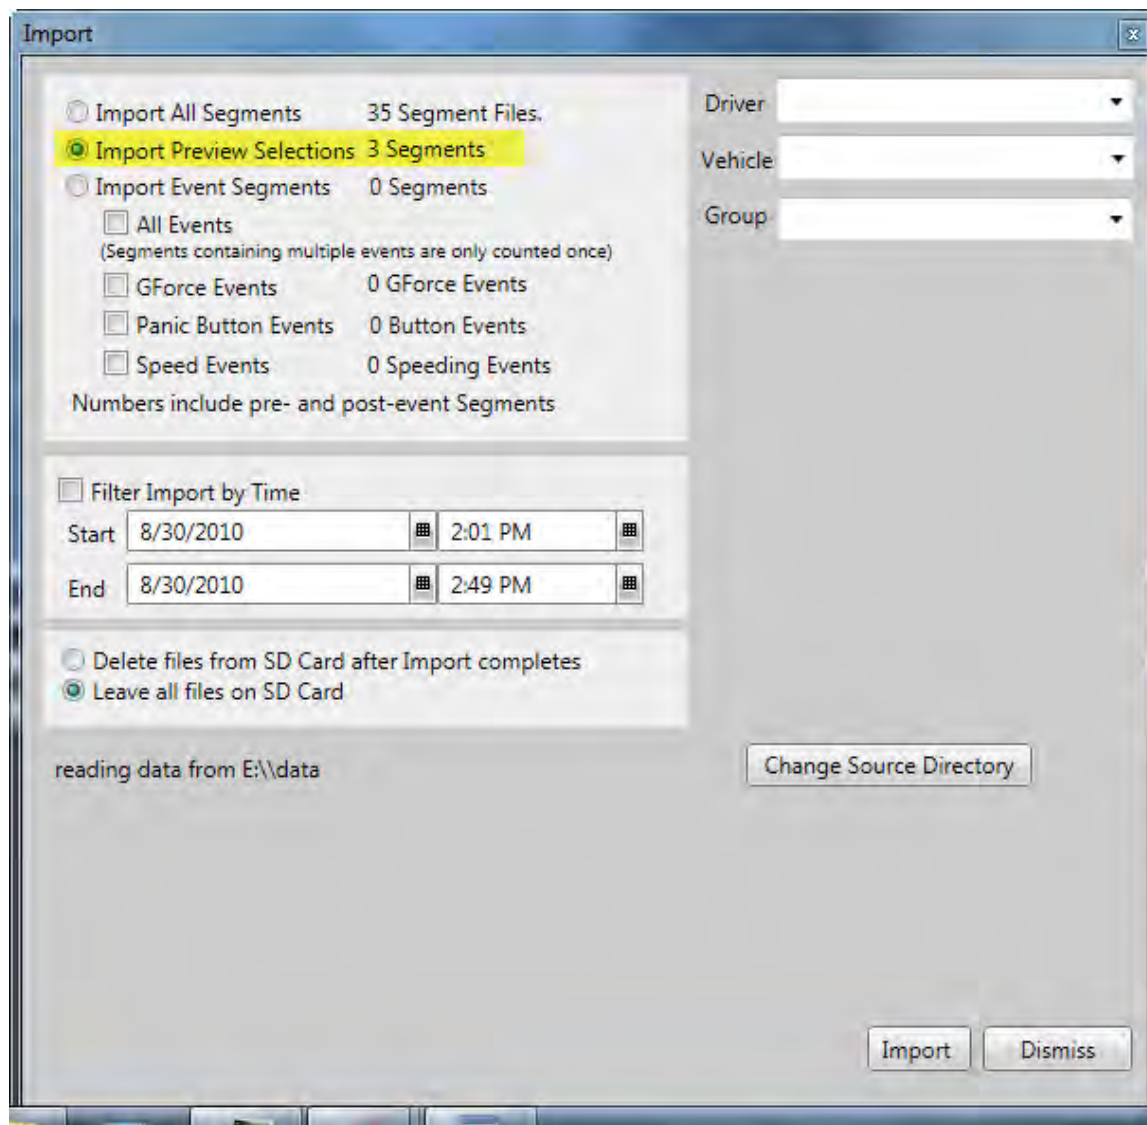 Import
Import All Segments 35 Segment Files.
Import Preview Selections 3 Segments
Import Event Segments 0 Segments
All Events
(Segments containing multiple events are only counted once)
GForce Events 0 GForce Events
Panic Button Events 0 Button Events
Speed Events 0 Speeding Events
Numbers include pre- and post-event Segments
Driver
Vehicle
Group
Filter Import by Time
Start 8/30/2010 2:01 PM
End 8/30/2010 2:49 PM
Delete files from SD Card after Import completes
Leave all files on SD Card
reading data from E:\\data
Change Source Directory
Import Dismiss